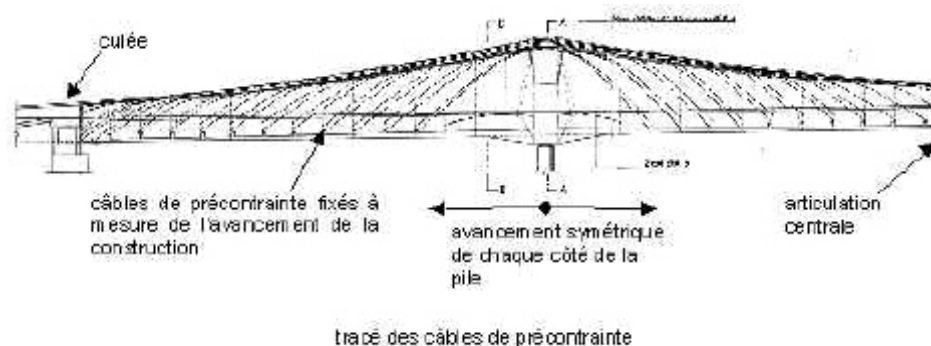 culée
B
A
câbles de précontrainte fixés à
mesure de l'avancement de la
construction
B
A
avancement symétrique
de chaque côté de la
pile
articulation
centrale
tracé des câbles de précontrainte